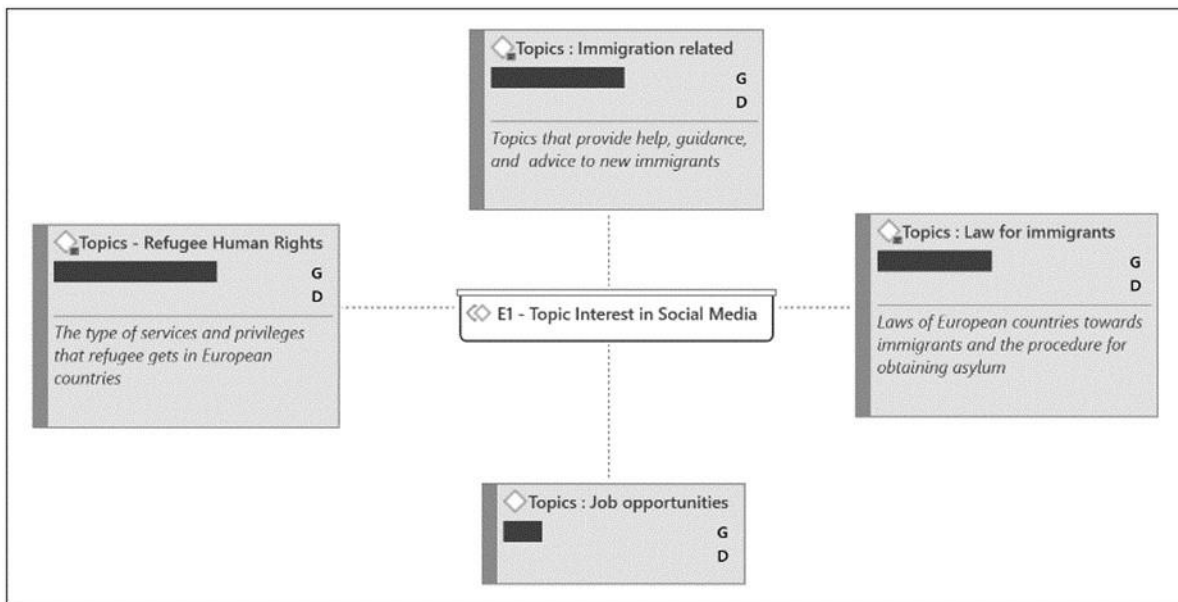 Topics : Immigration related
G
D
Topics that provide help, guidance,
and advice to new immigrants
Topics - Refugee Human Rights
G
D
The type of services and privileges
that refugee gets in European
countries
E1 - Topic Interest in Social Media
Topics : Law for immigrants
G
D
Laws of European countries towards
immigrants and the procedure for
obtaining asylum
Topics : Job opportunities
G
D